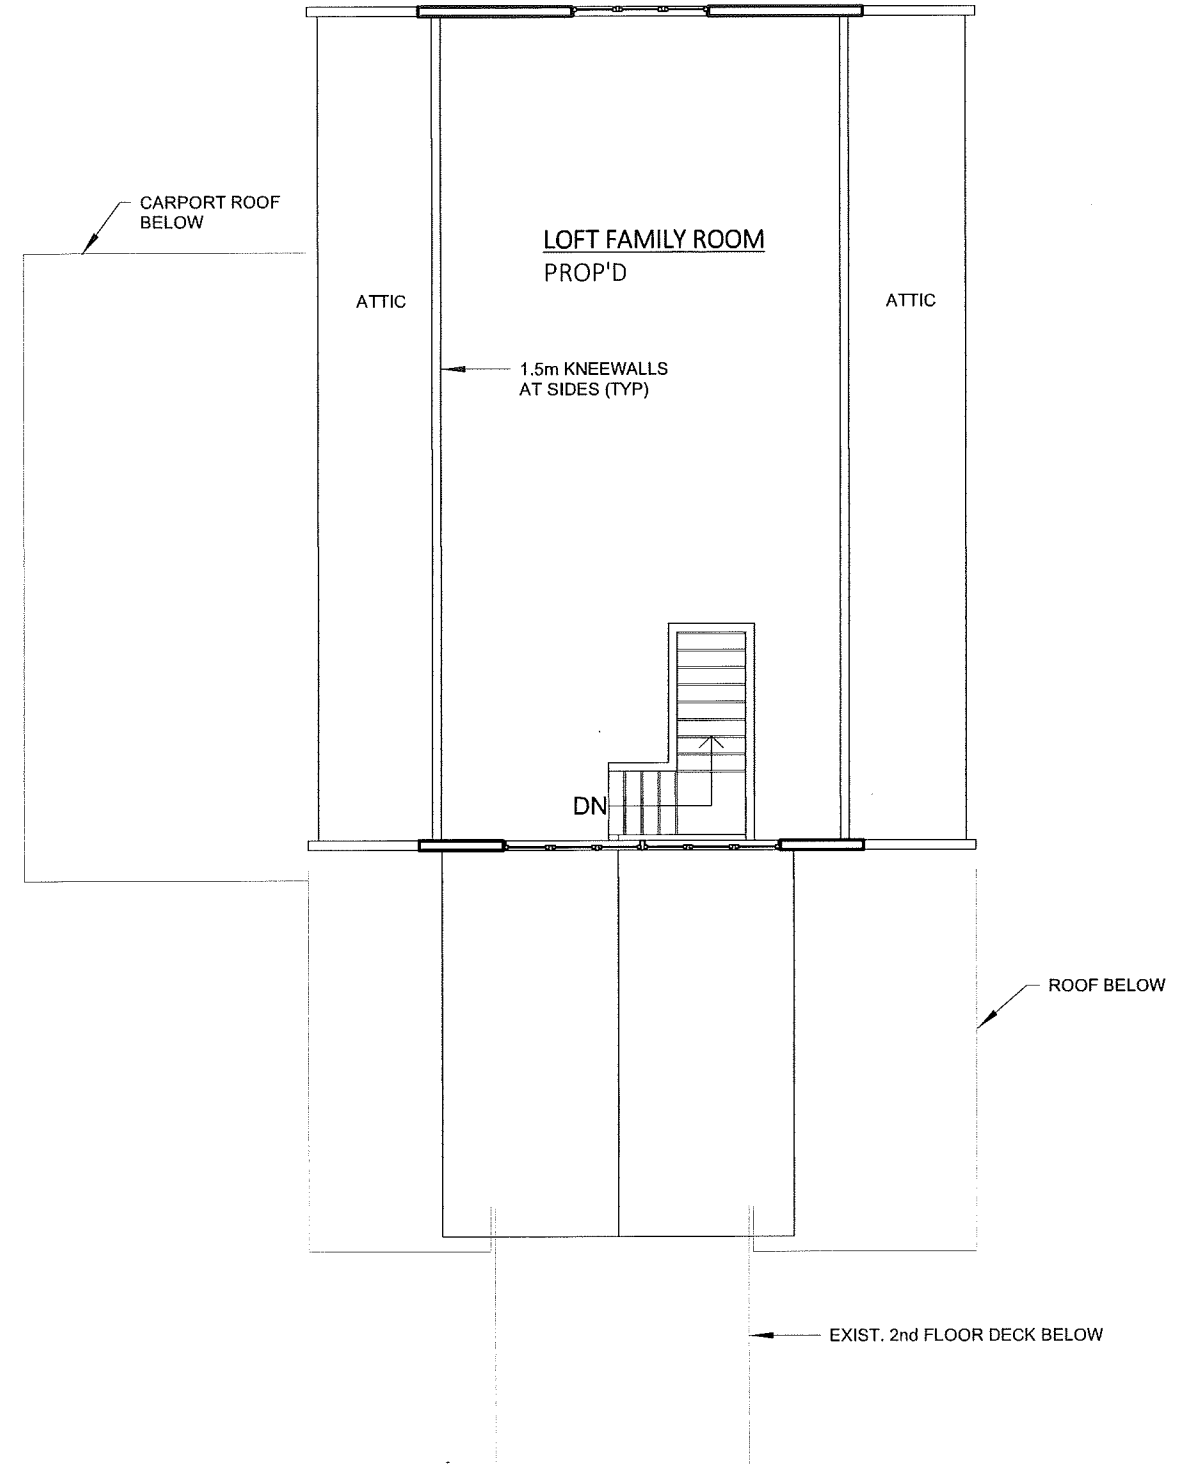 CARPORT ROOF
BELOW
LOFT FAMILY ROOM
PROP'D
ATTIC
ATTIC
1.5m KNEEWALLS
AT SIDES (TYP)
DN
ROOF BELOW
EXIST. 2nd FLOOR DECK BELOW